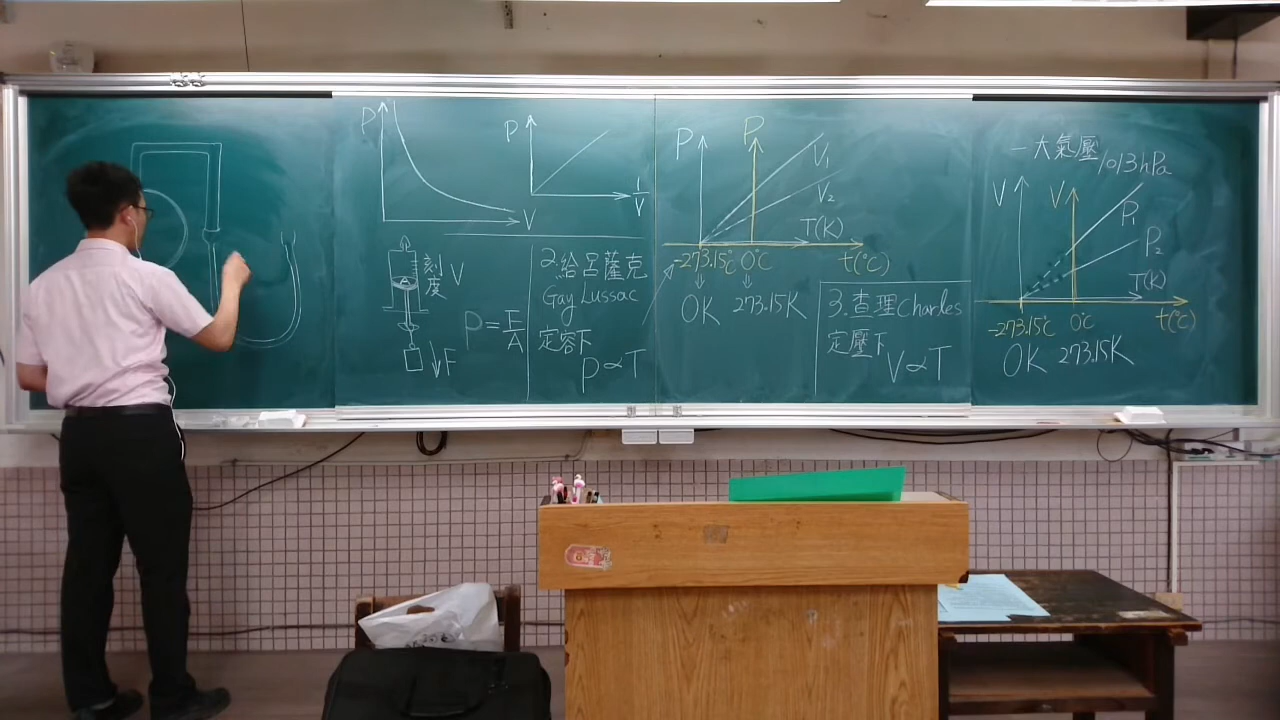 P
V
P
1/V
刻度 V
↓F
P=F/A
2.給呂薩克
Gay Lussac
定容下
P∝T
P P
V₁
V₂
T(K)
-273.15℃ 0℃ t(℃)
0K 273.15K
3.查理Charles
定壓下
V∝T
一大氣壓1013hPa
V V
P₁
P₂
T(K)
-273.15℃ 0℃ t(℃)
0K 273.15K